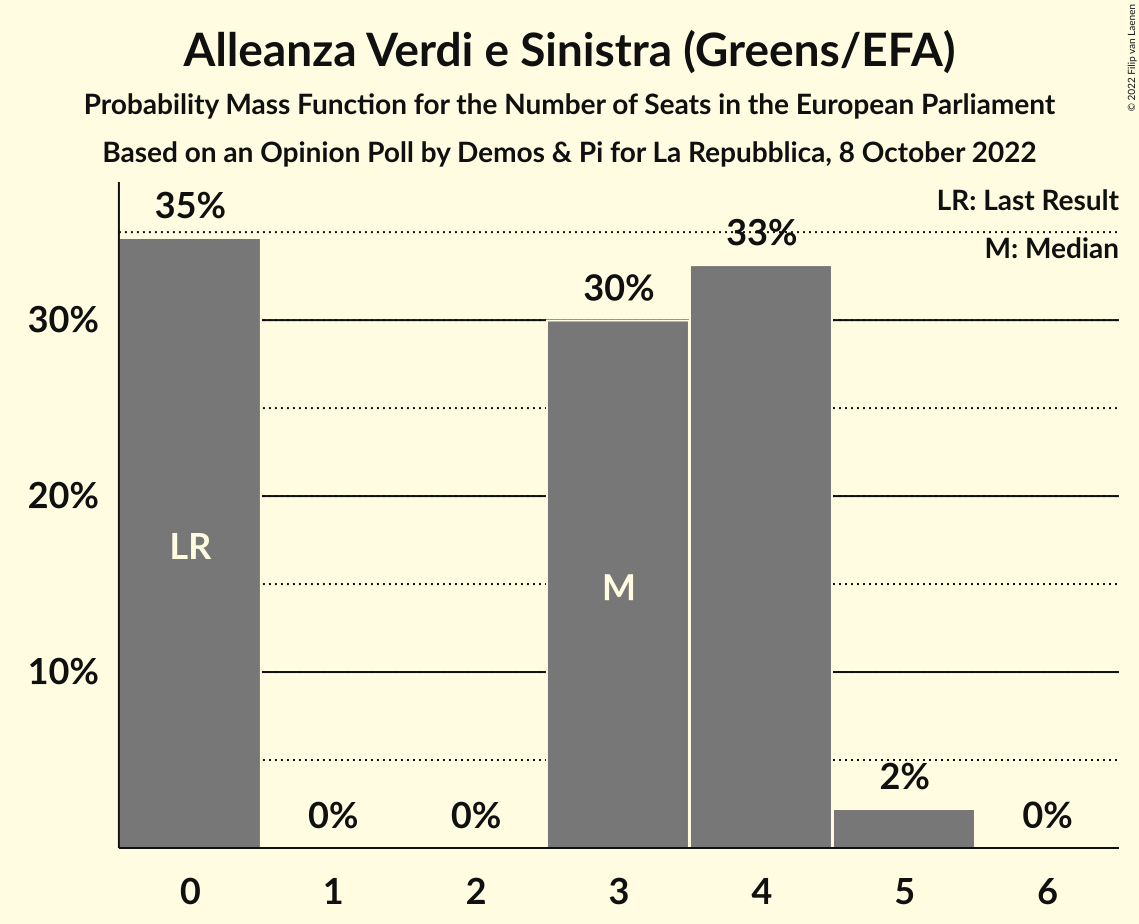 Alleanza Verdi e Sinistra (Greens/EFA)
Probability Mass Function for the Number of Seats in the European Parliament
Based on an Opinion Poll by Demos & Pi for La Repubblica, 8 October 2022
© 2022 Filip van Laenen
LR: Last Result
M: Median
35%
0%
0%
30%
33%
2%
0%
30%
20%
10%
LR
M
0 1 2 3 4 5 6